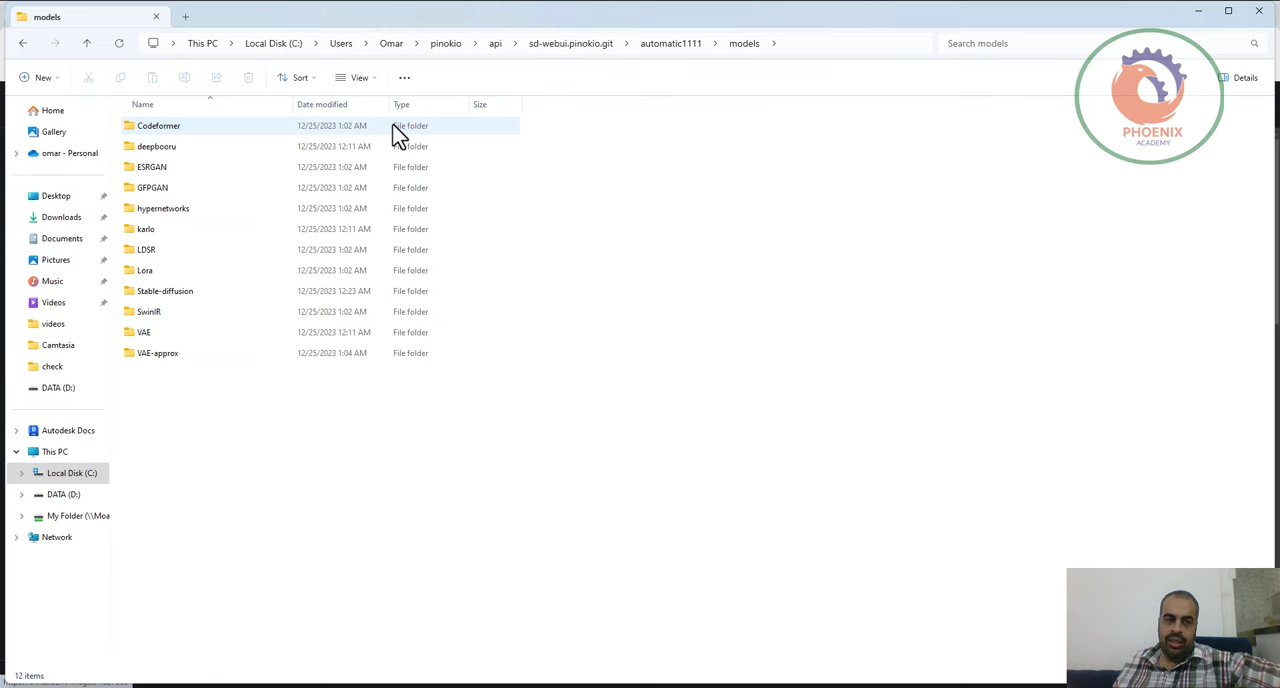 models
This PC
Local Disk (C:)
Users
Omar
pinokio
api
sd-webui.pinokio.git
automatic1111
models
Search models
New
Sort
View
Details
PHOENIX
ACADEMY
Name
Date modified
Type
Size
Codeformer 12/25/2023 1:02 AM File folder
deepbooru 12/25/2023 12:11 AM folder
ESRGAN 12/25/2023 1:02 AM File folder
GFPGAN 12/25/2023 1:02 AM File folder
hypernetworks 12/25/2023 1:02 AM File folder
karlo 12/25/2023 12:11 AM File folder
LDSR 12/25/2023 1:02 AM File folder
Lora 12/25/2023 1:02 AM File folder
Stable-diffusion 12/25/2023 12:23 AM File folder
SwinIR 12/25/2023 1:02 AM File folder
VAE 12/25/2023 12:11 AM File folder
VAE-approx 12/25/2023 1:04 AM File folder
Home
Gallery
omar - Personal
Desktop
Downloads
Documents
Pictures
Music
Videos
videos
Camtasia
check
DATA (D:)
Autodesk Docs
This PC
Local Disk (C:)
DATA (D:)
My Folder (\\Moa
Network
12 items